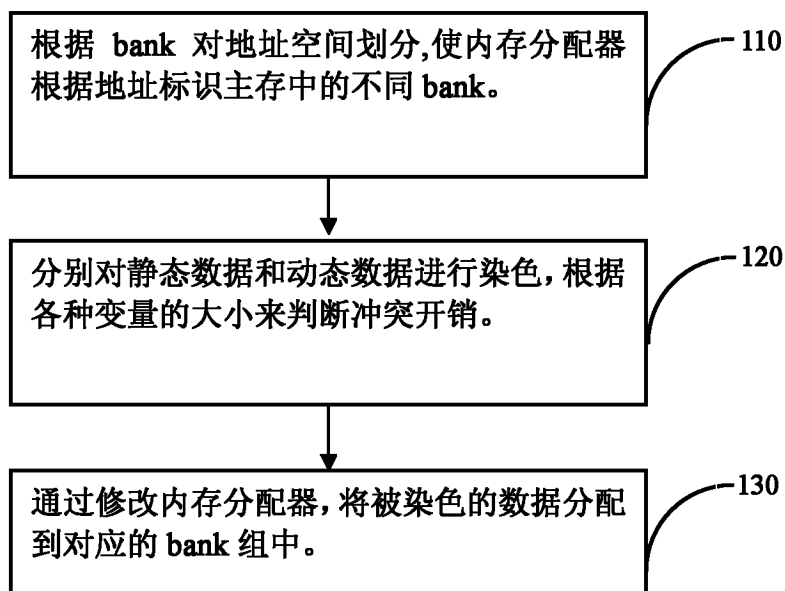 根据 bank 对地址空间划分,使内存分配器
根据地址标识主存中的不同 bank。
110
分别对静态数据和动态数据进行染色，根据
各种变量的大小来判断冲突开销。
120
通过修改内存分配器，将被染色的数据分配
到对应的 bank 组中。
130